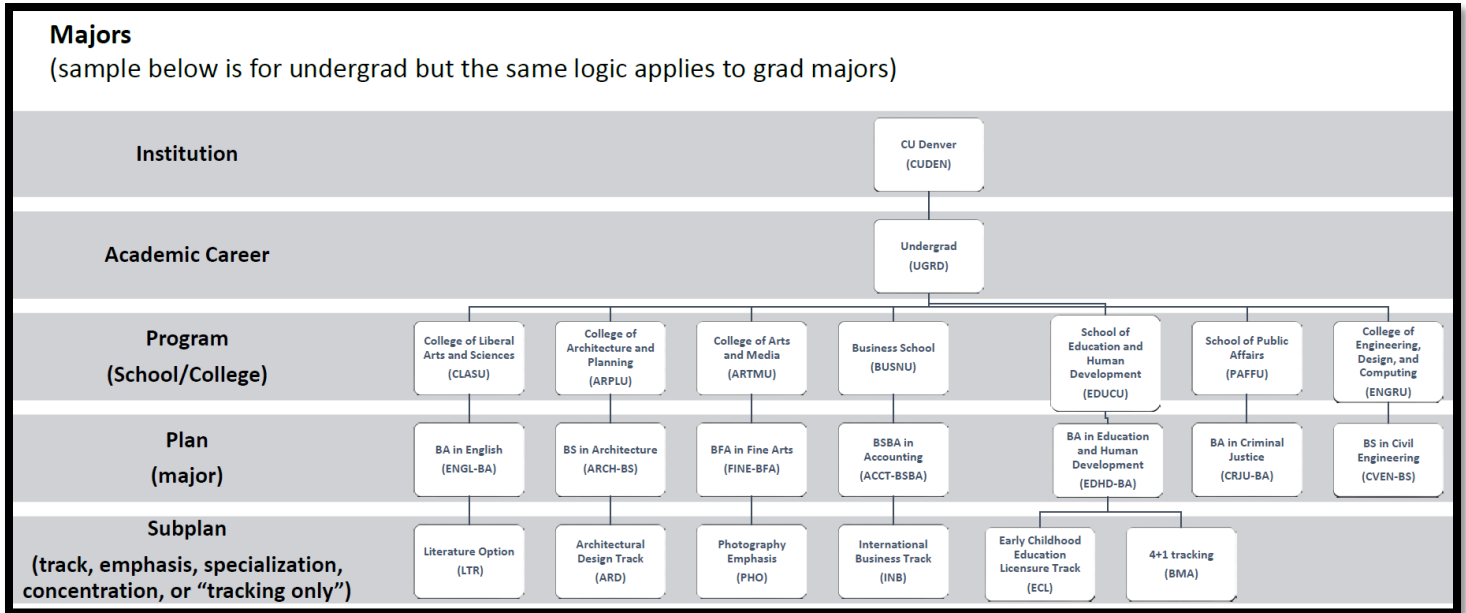 Majors
(sample below is for undergrad but the same logic applies to grad majors)
Institution
CU Denver
(CUDEN)
Academic Career
Undergrad
(UGRD)
Program
(School/College)
College of Liberal
Arts and Sciences
(CLASU)
College of
Architecture and
Planning
(ARPLU)
College of Arts
and Media
(ARTMU)
Business School
(BUSNU)
School of
Education and
Human
Development
(EDUCU)
School of Public
Affairs
(PAFFU)
College of
Engineering,
Design, and
Computing
(ENGRU)
Plan
(major)
BA in English
(ENGL-BA)
BS in Architecture
(ARCH-BS)
BFA in Fine Arts
(FINE-BFA)
BSBA in
Accounting
(ACCT-BSBA)
BA in Education
and Human
Development
(EDHD-BA)
BA in Criminal
Justice
(CRJU-BA)
BS in Civil
Engineering
(CVEN-BS)
Subplan
(track, emphasis, specialization,
concentration, or “tracking only”)
Literature Option
(LTR)
Architectural
Design Track
(ARD)
Photography
Emphasis
(PHO)
International
Business Track
(INB)
Early Childhood
Education
Licensure Track
(ECL)
4+1 tracking
(BMA)